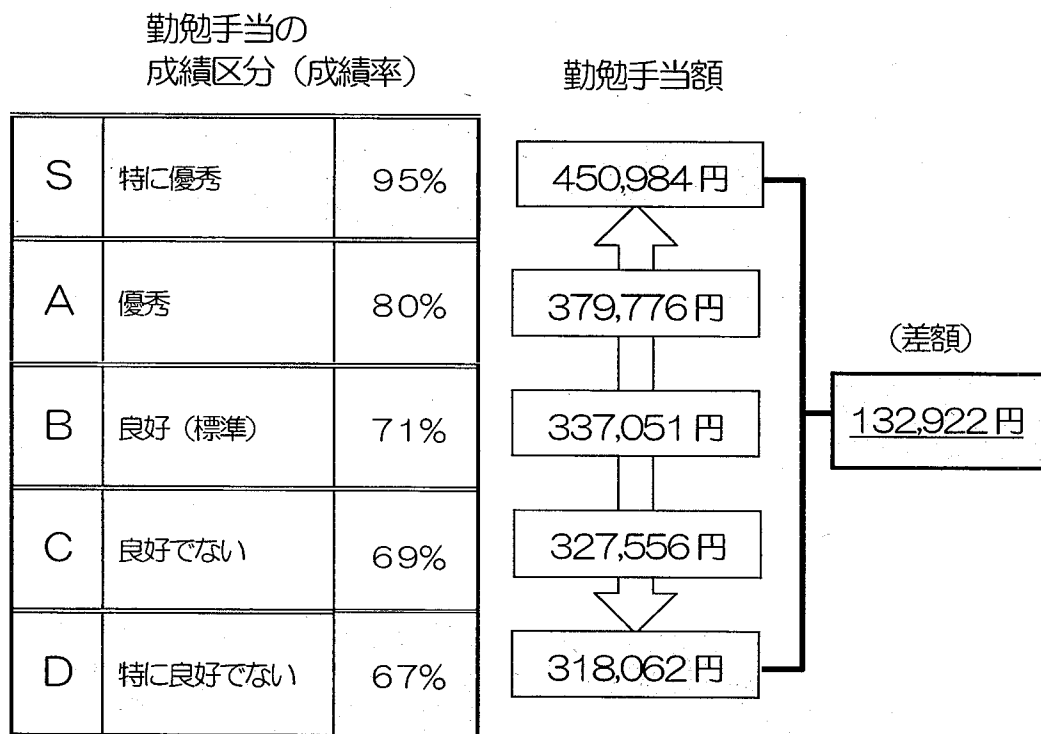 勤勉手当の
成績区分（成績率）
勤勉手当額
S 特に優秀 95% 450,984円
A 優秀 80% 379,776円
（差額）
B 良好（標準） 71% 337,051円 132,922円
C 良好でない 69% 327,556円
D 特に良好でない 67% 318,062円